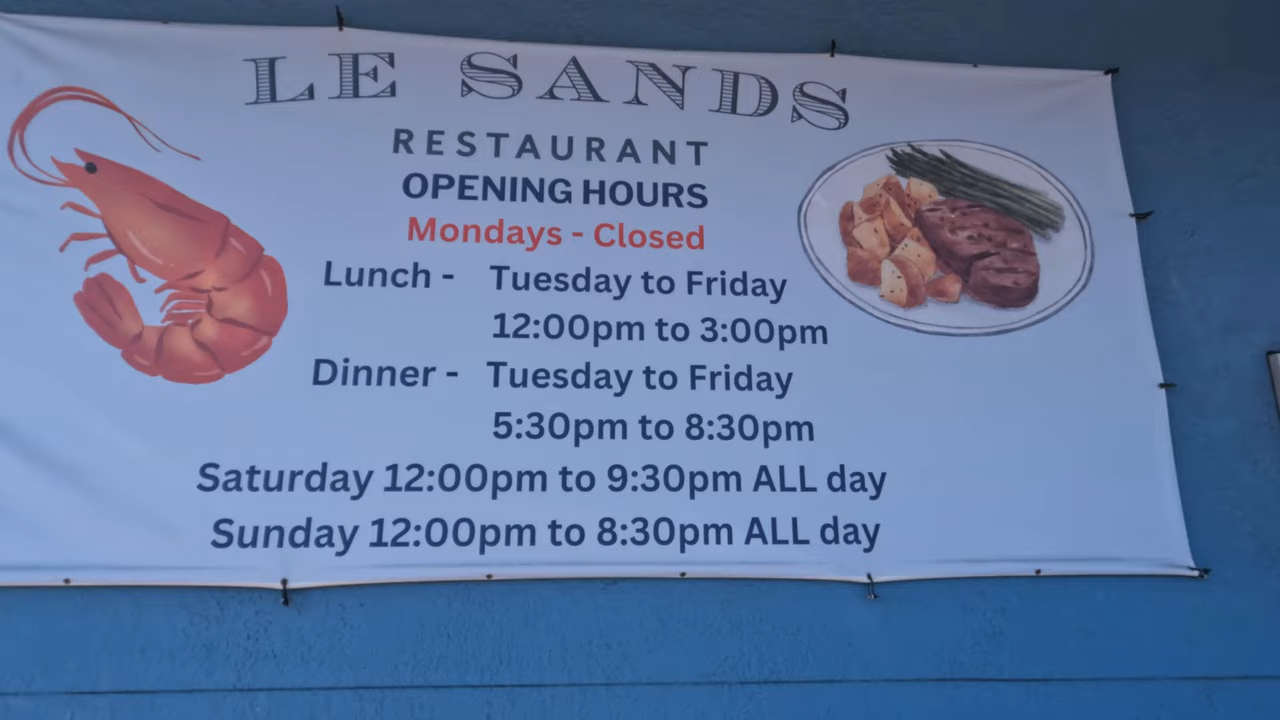 LE SANDS
RESTAURANT
OPENING HOURS
Mondays - Closed
Lunch - Tuesday to Friday
12:00pm to 3:00pm
Dinner - Tuesday to Friday
5:30pm to 8:30pm
Saturday 12:00pm to 9:30pm ALL day
Sunday 12:00pm to 8:30pm ALL day